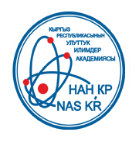 КЫРГЫЗ
РЕСПУБЛИКАСЫНЫН
УЛУТТУК
ИЛИМДЕР
АКАДЕМИЯСЫ
НАН КР
NAS KR